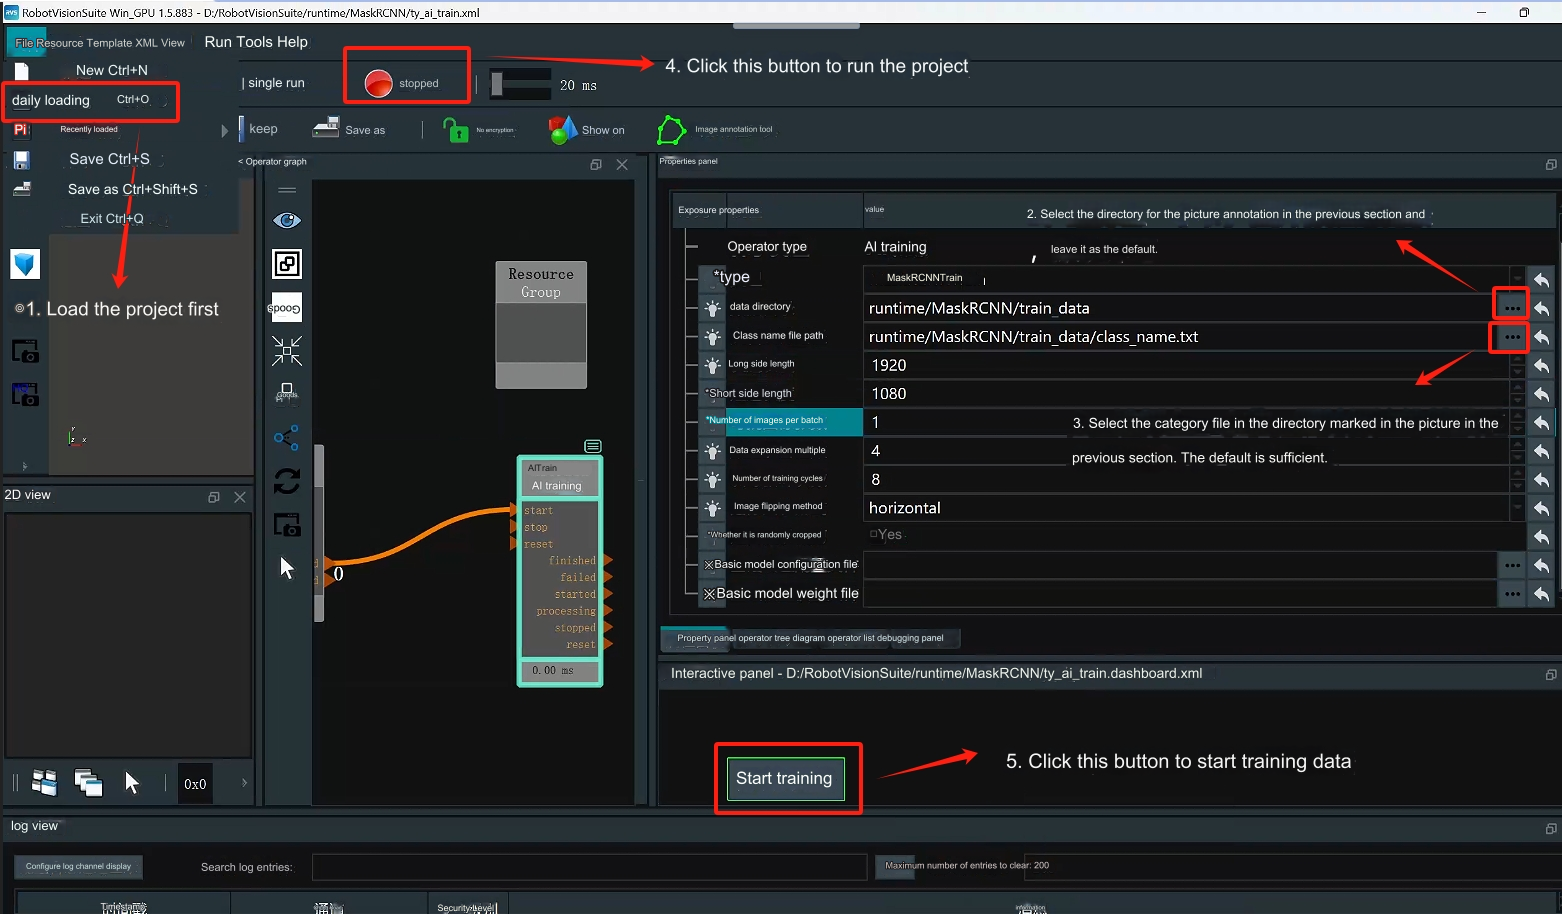 RobotVisionSuite Win_GPU 1.5.883 - D:/RobotVisionSuite/runtime/MaskRCNN/ty_ai_train.xml
File Resource Template XML View Run Tools Help
New Ctrl+N
daily loading Ctrl+O
Recently loaded
Save Ctrl+S
Save as Ctrl+Shift+S
Exit Ctrl+Q
| single run
stopped
20 ms
4. Click this button to run the project
keep
Save as
No encryption
Show on
Image annotation tool
1. Load the project first
< Operator graph
Goods
Resource
Group
AITrain
AI training
start
stop
reset
finished
failed
started
processing
stopped
reset
0.00 ms
0
Properties panel
Exposure properties
value
2. Select the directory for the picture annotation in the previous section and
, leave it as the default.
Operator type AI training
*type MaskRCNNTrain
data directory runtime/MaskRCNN/train_data
Class name file path runtime/MaskRCNN/train_data/class_name.txt
Long side length 1920
*Short side length 1080
*Number of images per batch 1
3. Select the category file in the directory marked in the picture in the
previous section. The default is sufficient.
Data expansion multiple 4
Number of training cycles 8
Image flipping method horizontal
*Whether it is randomly cropped □Yes
※Basic model configuration file
※Basic model weight file
Property panel operator tree diagram operator list debugging panel
Interactive panel - D:/RobotVisionSuite/runtime/MaskRCNN/ty_ai_train.dashboard.xml
Start training
5. Click this button to start training data
2D view
0x0
log view
Configure log channel display
Search log entries:
Maximum number of entries to clear: 200
Timestamp
Security Level
information